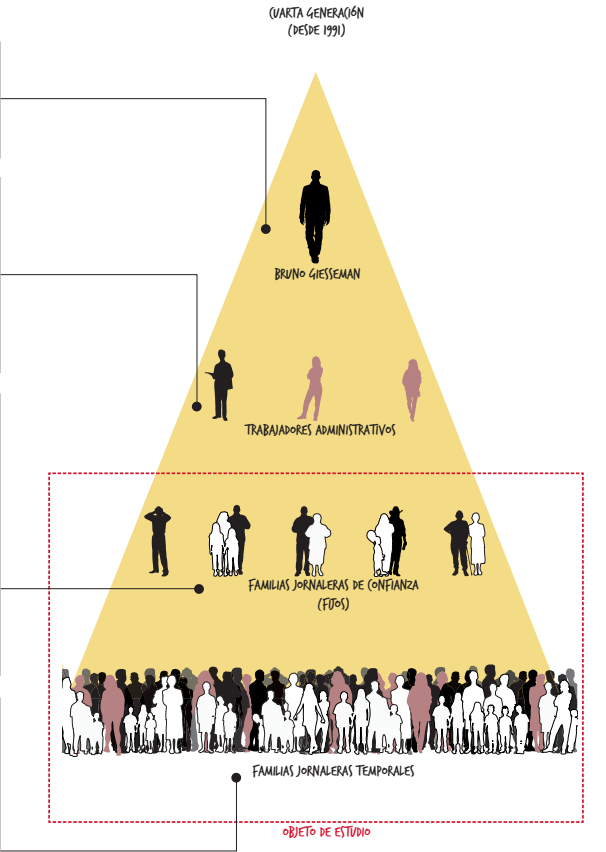 CUARTA GENERACIÓN
(DESDE 1991)
BRUNO GIESSEMAN
TRABAJADORES ADMINISTRATIVOS
FAMILIAS JORNALERAS DE CONFIANZA
(FIJOS)
FAMILIAS JORNALERAS TEMPORALES
OBJETO DE ESTUDIO